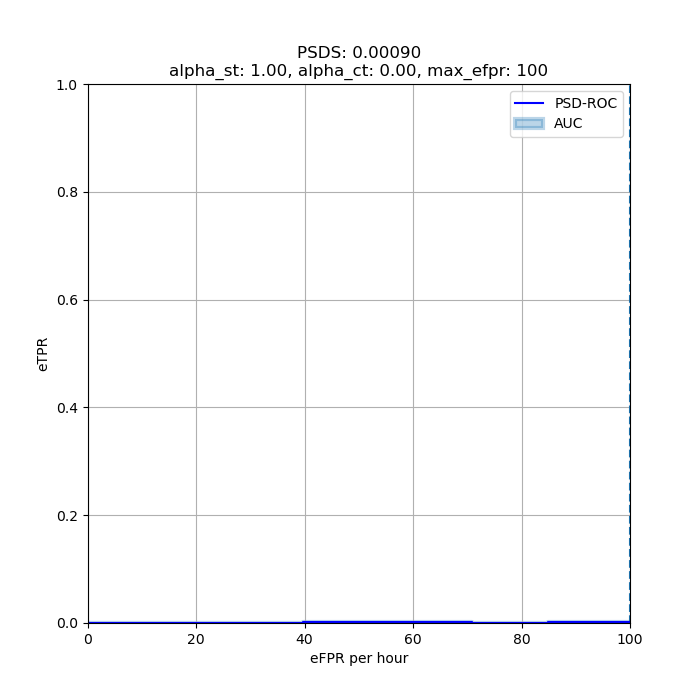 PSDS: 0.00090
alpha_st: 1.00, alpha_ct: 0.00, max_efpr: 100
PSD-ROC
AUC
1.0
0.8
0.6
0.4
0.2
0.0
eTPR
0 20 40 60 80 100
eFPR per hour